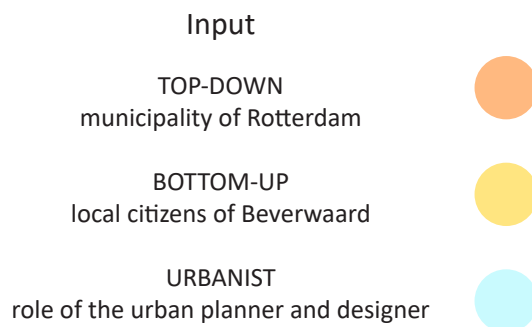 Input
TOP-DOWN
municipality of Rotterdam
BOTTOM-UP
local citizens of Beverwaard
URBANIST
role of the urban planner and designer